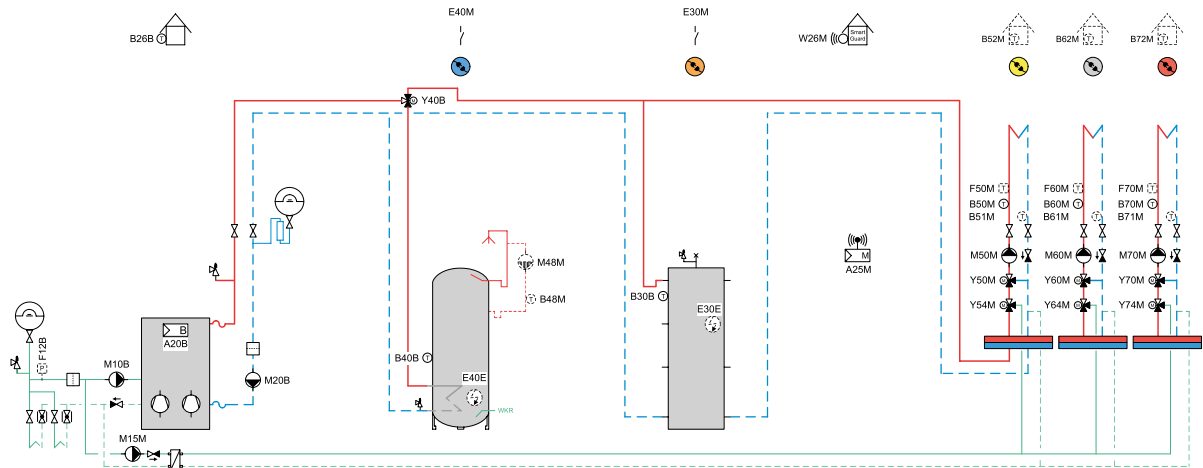 B26B
T
E40M
E30M
W26M
Smart
Guard
B52M
T
B62M
T
B72M
T
Y40B
M
F50M
T
F60M
T
F70M
T
B50M
T
B60M
T
B70M
T
B51M
T
B61M
T
B71M
T
M48M
M
A25M
M50M
M60M
M70M
Y50M
M
Y60M
M
Y70M
M
Y54M
M
Y64M
M
Y74M
M
B48M
T
B30B
T
E30E
B
A20B
F12B
M10B
M20B
B40B
T
E40E
WKR
M15M